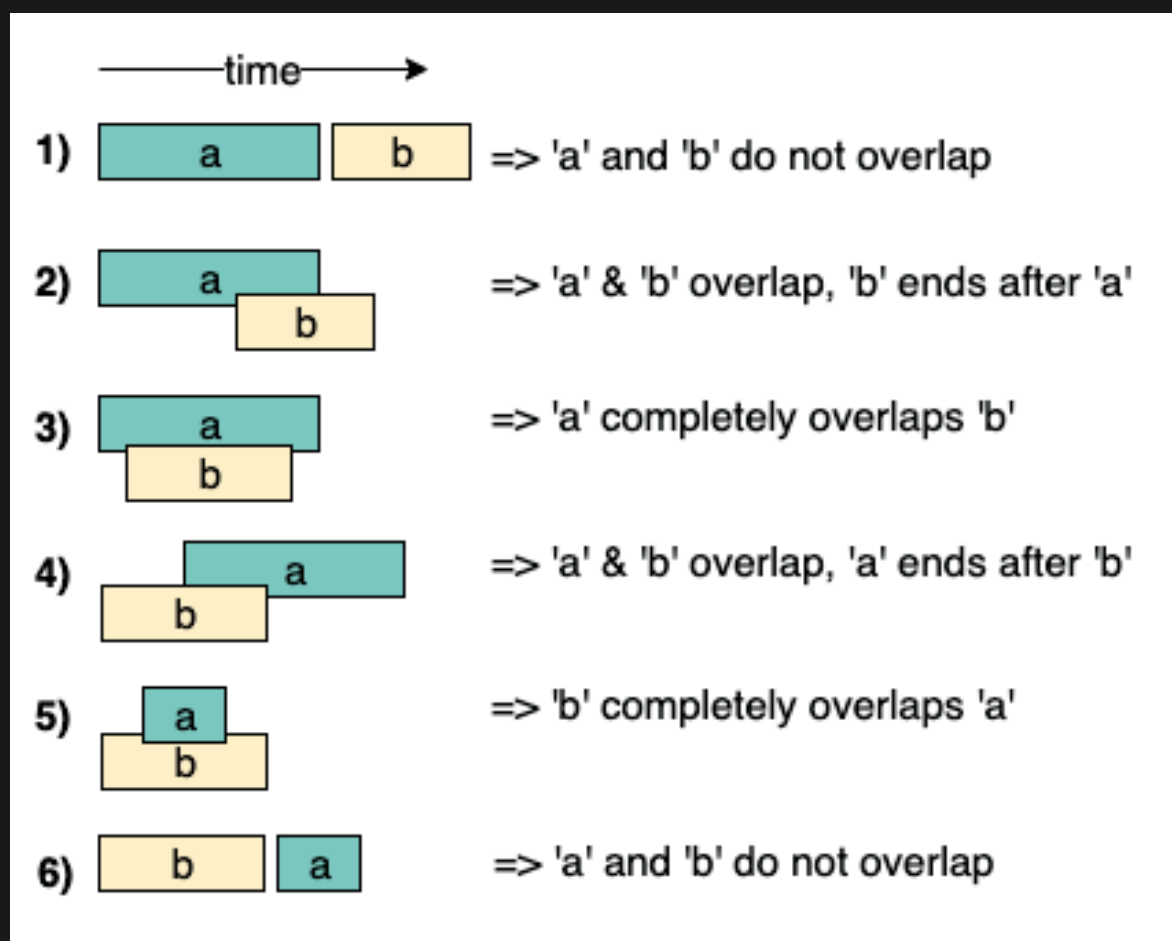 time
1) a b => 'a' and 'b' do not overlap
2) a b => 'a' & 'b' overlap, 'b' ends after 'a'
3) a b => 'a' completely overlaps 'b'
4) a b => 'a' & 'b' overlap, 'a' ends after 'b'
5) a b => 'b' completely overlaps 'a'
6) b a => 'a' and 'b' do not overlap